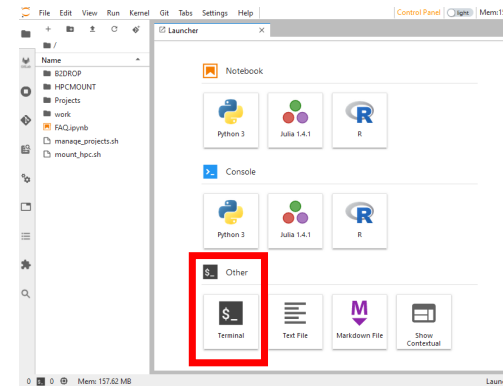 File Edit View Run Kernel Git Tabs Settings Help Control Panel light Mem:15
Launcher ×
/
Name
B2DROP
HPCMOUNT
Projects
work
FAQ.ipynb
manage_projects.sh
mount_hpc.sh
Notebook
Python 3 Julia 1.4.1 R
Console
Python 3 Julia 1.4.1 R
$_ Other
$_ M
Terminal Text File Markdown File Show
Contextual
0 0 Mem: 157.62 MB Laun